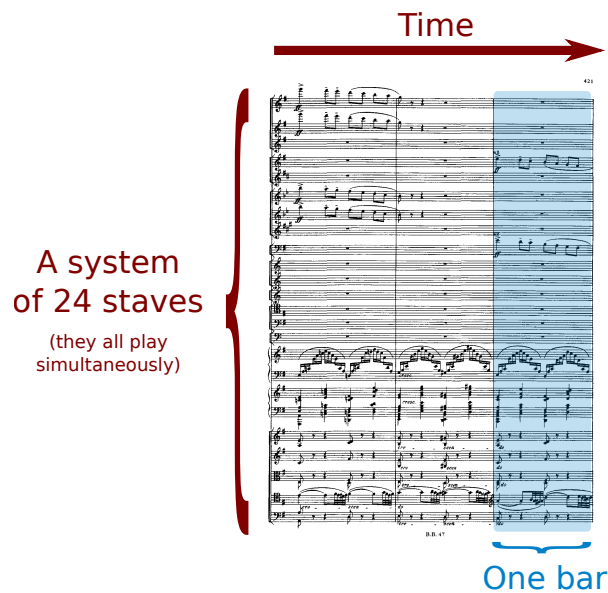 Time
421
A system
of 24 staves
(they all play
simultaneously)
B.B. 47
One bar